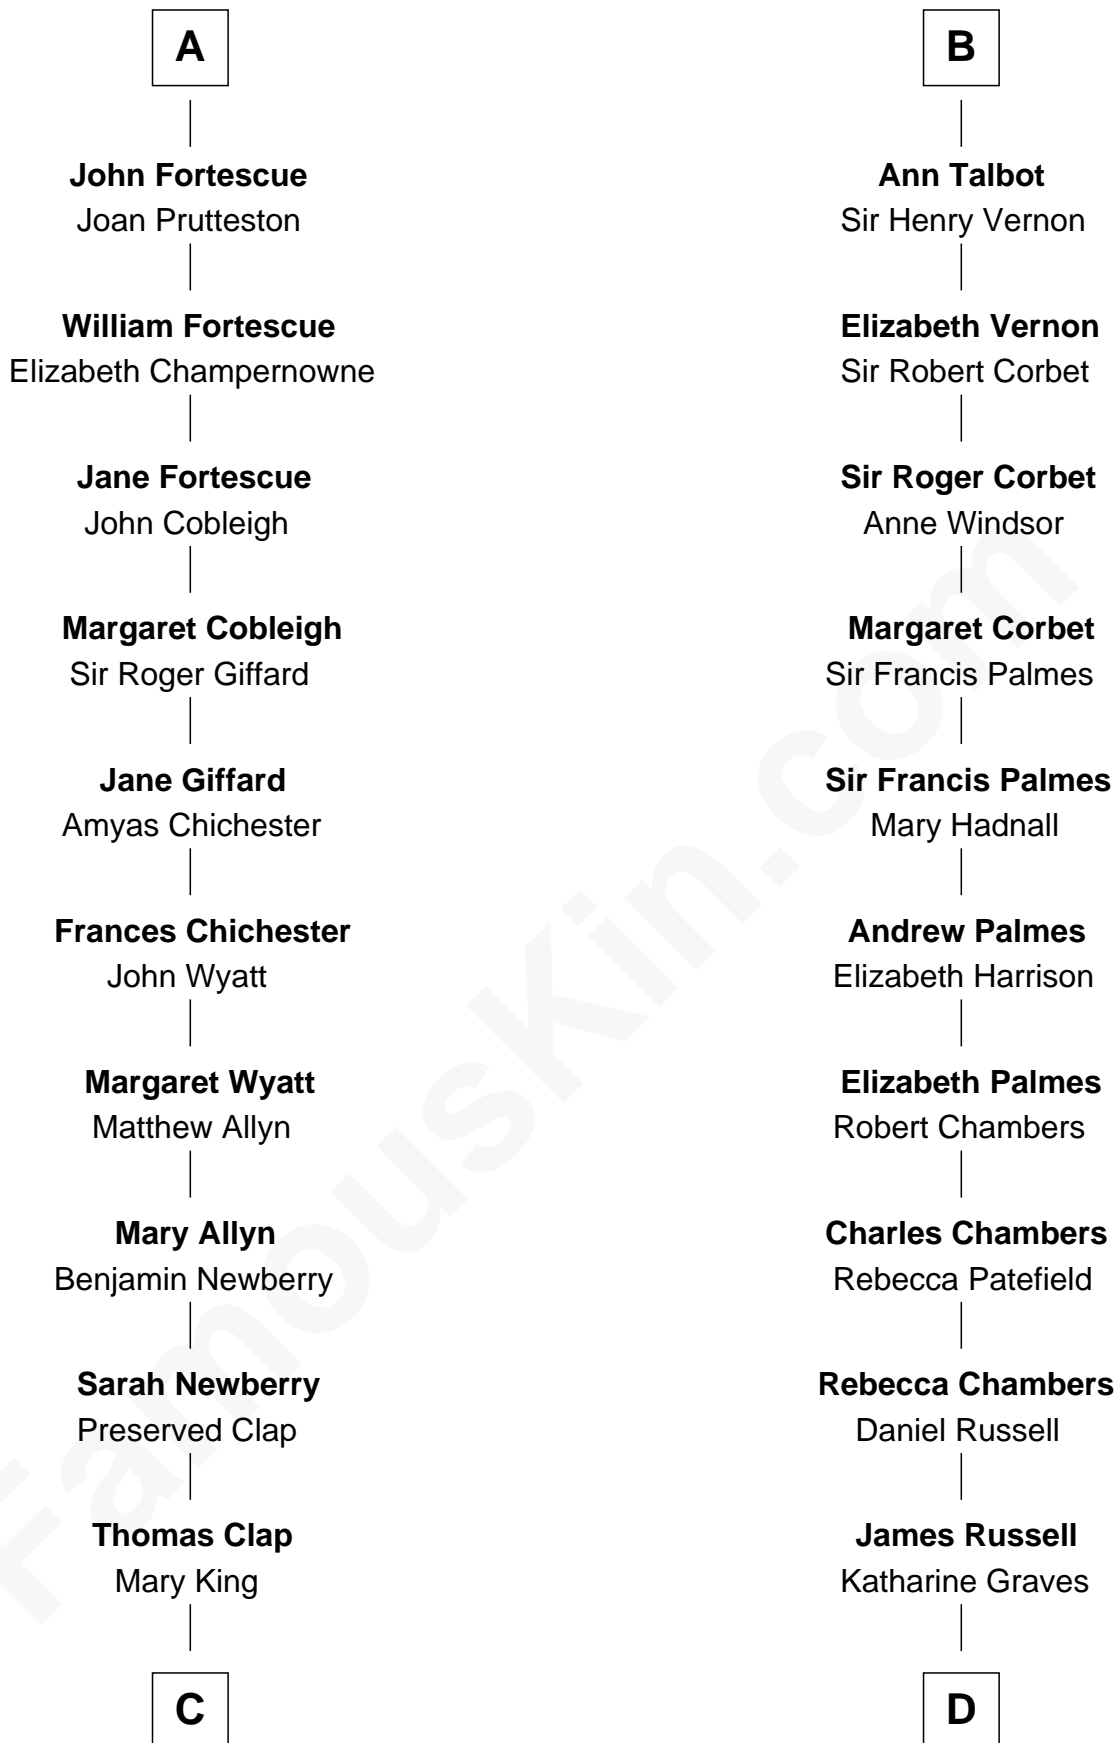 A
John Fortescue
Joan Prutteston
William Fortescue
Elizabeth Champernowne
Jane Fortescue
John Cobleigh
Margaret Cobleigh
Sir Roger Giffard
Jane Giffard
Amyas Chichester
Frances Chichester
John Wyatt
Margaret Wyatt
Matthew Allyn
Mary Allyn
Benjamin Newberry
Sarah Newberry
Preserved Clap
Thomas Clap
Mary King
C
B
Ann Talbot
Sir Henry Vernon
Elizabeth Vernon
Sir Robert Corbet
Sir Roger Corbet
Anne Windsor
Margaret Corbet
Sir Francis Palmes
Sir Francis Palmes
Mary Hadnall
Andrew Palmes
Elizabeth Harrison
Elizabeth Palmes
Robert Chambers
Charles Chambers
Rebecca Patefield
Rebecca Chambers
Daniel Russell
James Russell
Katharine Graves
D
FamousKin.com